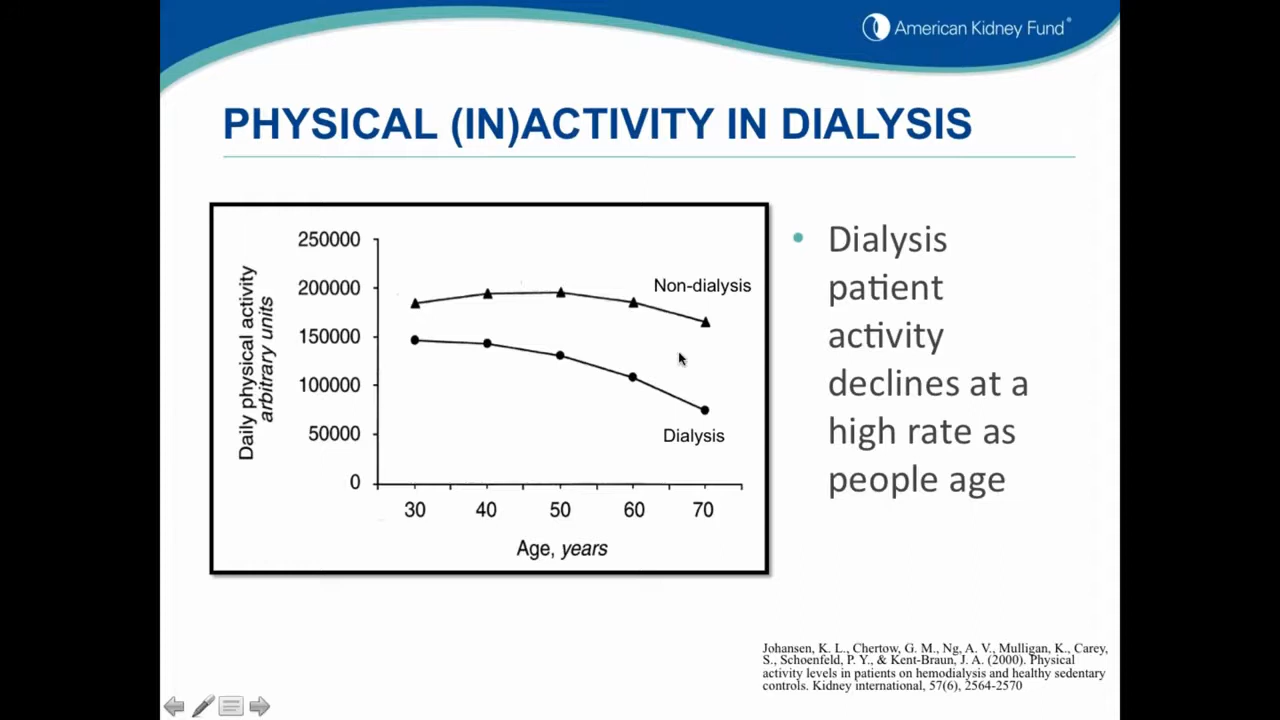 American Kidney Fund®
PHYSICAL (IN)ACTIVITY IN DIALYSIS
Daily physical activity
arbitrary units
250000
200000
150000
100000
50000
0
Non-dialysis
Dialysis
30 40 50 60 70
Age, years
• Dialysis
patient
activity
declines at a
high rate as
people age
Johansen, K. L., Chertow, G. M., Ng, A. V., Mulligan, K., Carey,
S., Schoenfeld, P. Y., & Kent-Braun, J. A. (2000). Physical
activity levels in patients on hemodialysis and healthy sedentary
controls. Kidney international, 57(6), 2564-2570